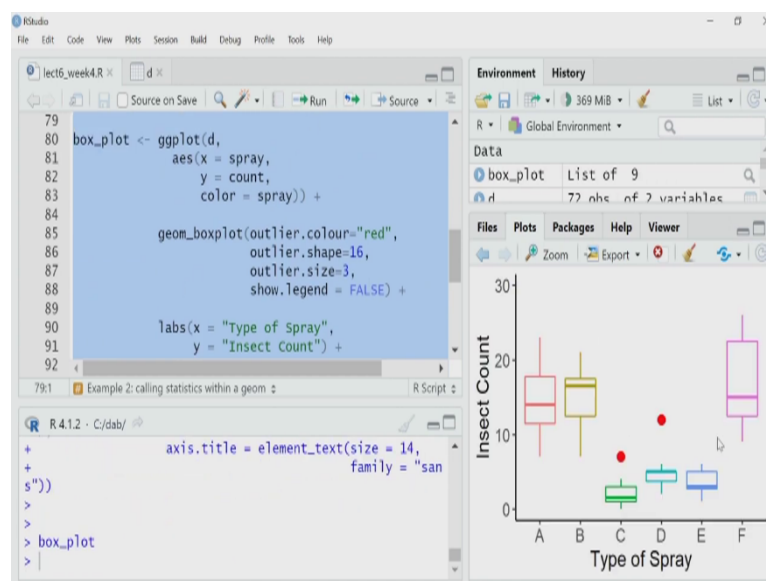 RStudio
File Edit Code View Plots Session Build Debug Profile Tools Help
lect6_week4.R × d ×
Source on Save Run Source
79
80 box_plot <- ggplot(d,
81 aes(x = spray,
82 y = count,
83 color = spray)) +
84
85 geom_boxplot(outlier.colour="red",
86 outlier.shape=16,
87 outlier.size=3,
88 show.legend = FALSE) +
89
90 labs(x = "Type of Spray",
91 y = "Insect Count") +
92
79:1 Example 2: calling statistics within a geom R Script
R 4.1.2 · C:/dab/
+ axis.title = element_text(size = 14,
+ family = "san
s"))
>
>
> box_plot
>
Environment History
369 MiB List
R Global Environment
Data
box_plot List of 9
d 72 obs. of 2 variables
Files Plots Packages Help Viewer
Zoom Export
Insect Count
30
20
10
0
A B C D E F
Type of Spray